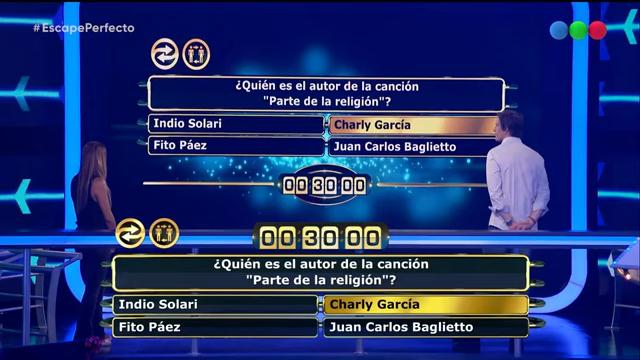 #EscapePerfecto
¿Quién es el autor de la canción
"Parte de la religión"?
Indio Solari
Charly García
Fito Páez
Juan Carlos Baglietto
00 30 00
00 30 00
¿Quién es el autor de la canción
"Parte de la religión"?
Indio Solari
Charly García
Fito Páez
Juan Carlos Baglietto